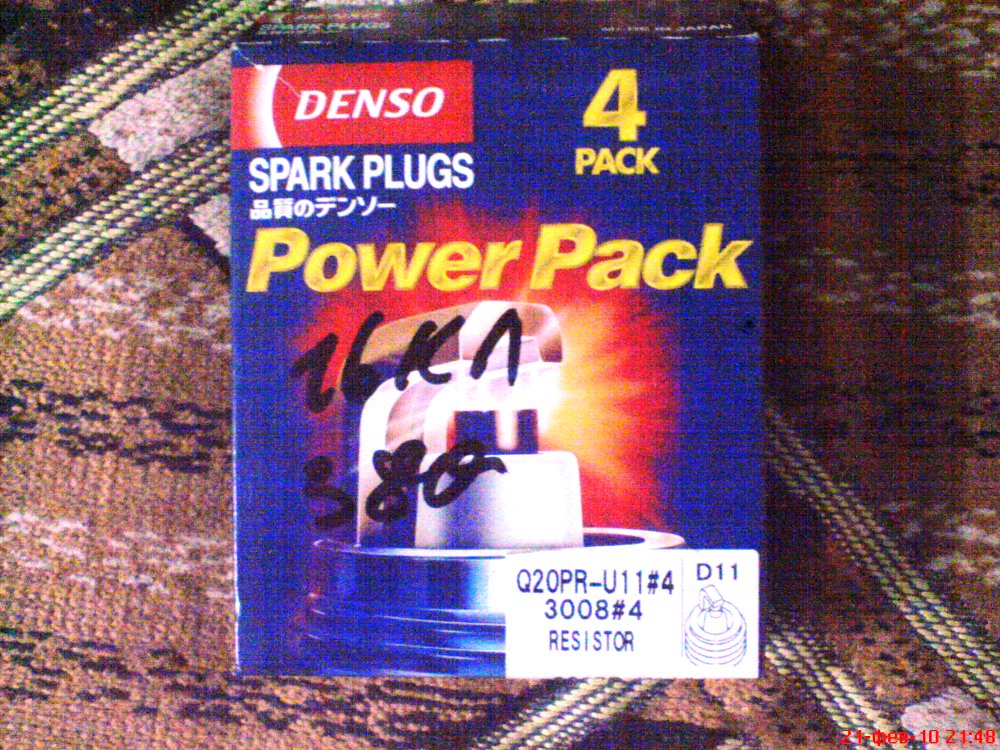 DENSO
4
PACK
SPARK PLUGS
品質のデンソー
Power Pack
16КЛ
380
Q20PR-U11#4
3008#4
RESISTOR
D11
21-фев-10 21:48